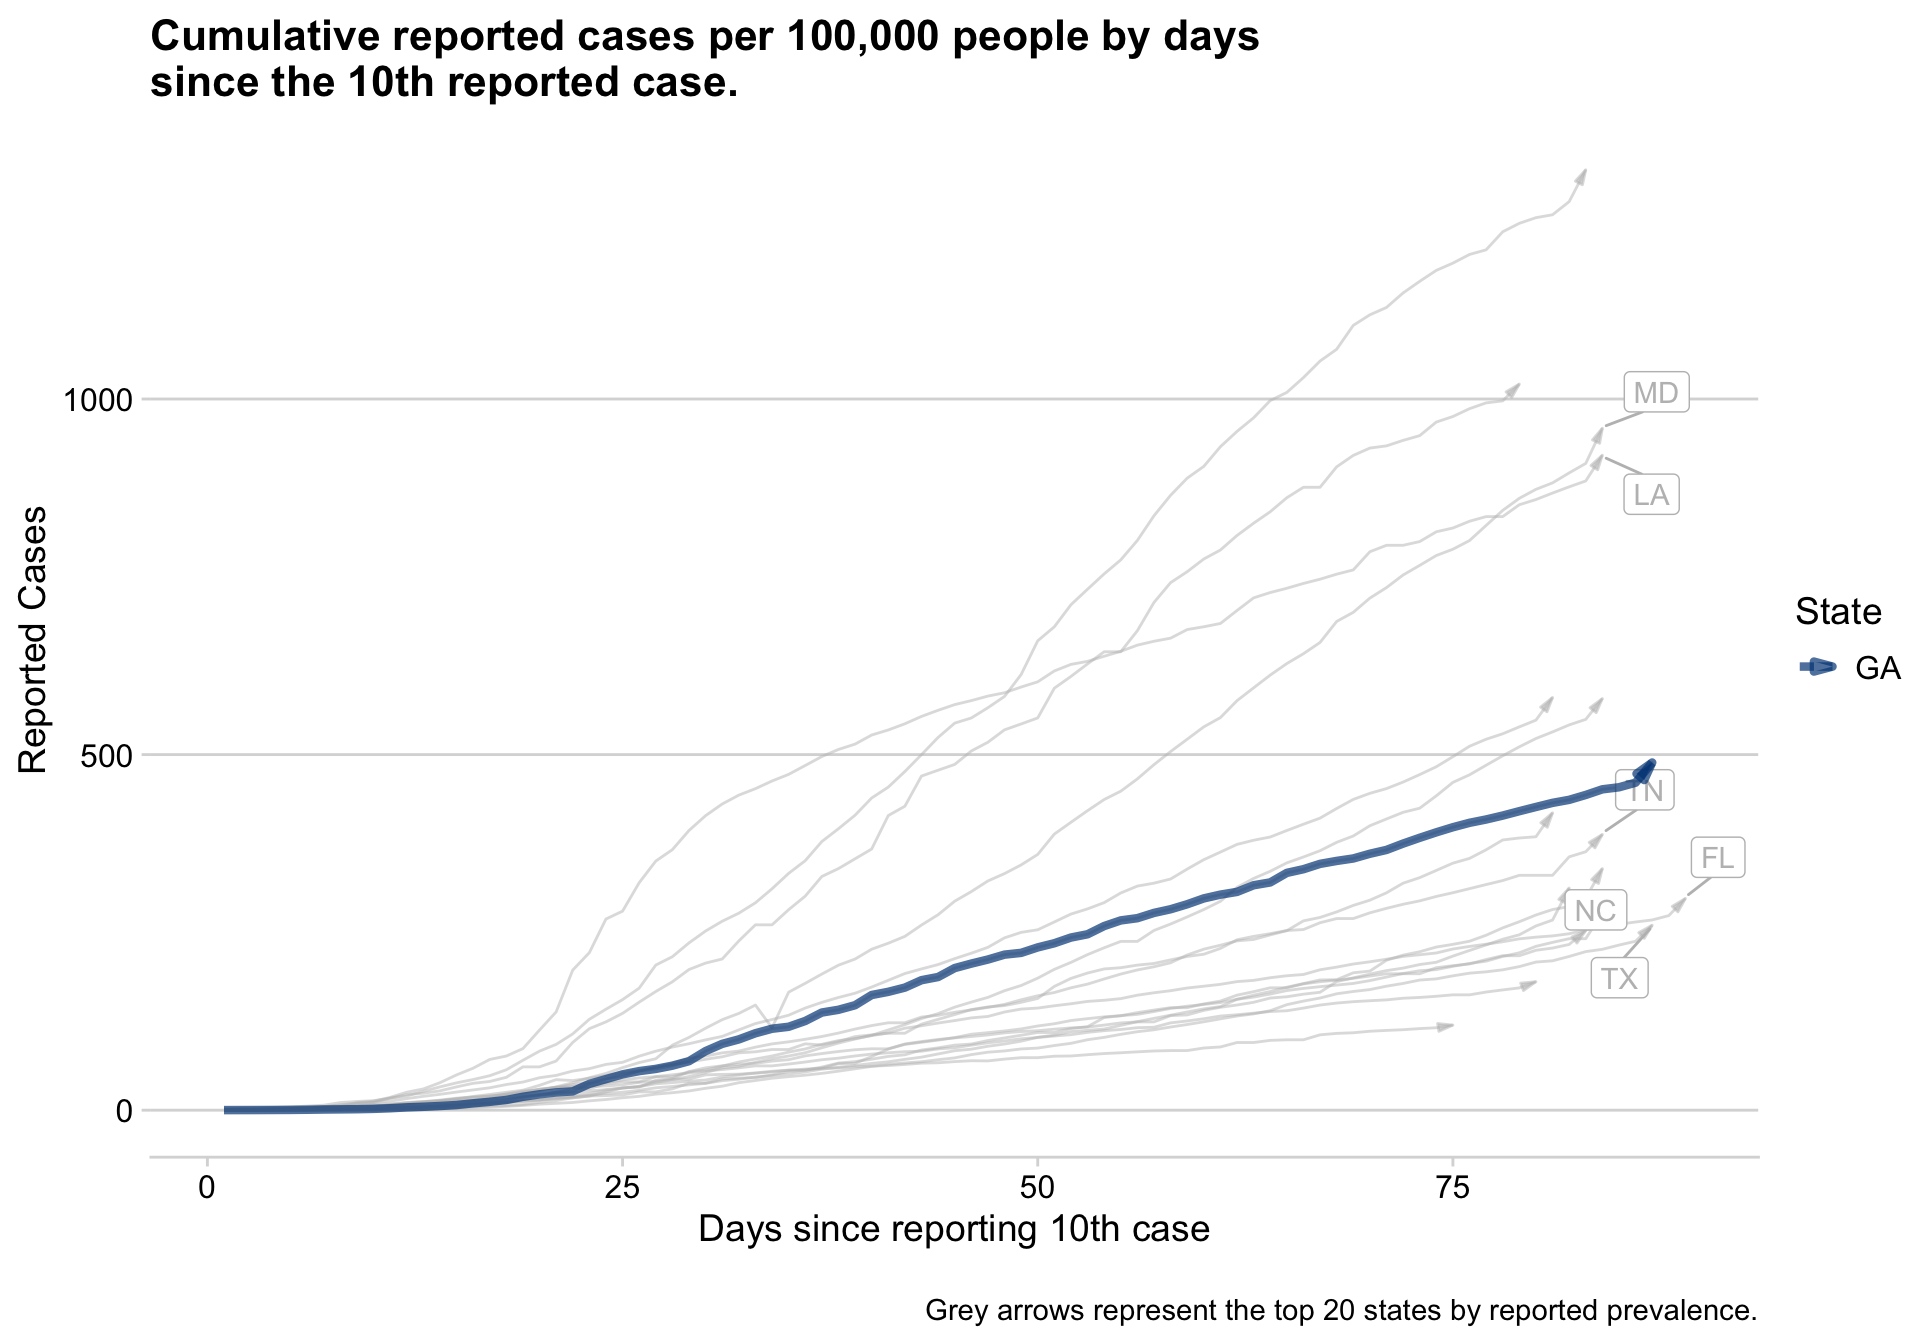 Cumulative reported cases per 100,000 people by days
since the 10th reported case.
1000
500
0
Reported Cases
MD
LA
TN
FL
NC
TX
State
GA
0
25
50
75
Days since reporting 10th case
Grey arrows represent the top 20 states by reported prevalence.